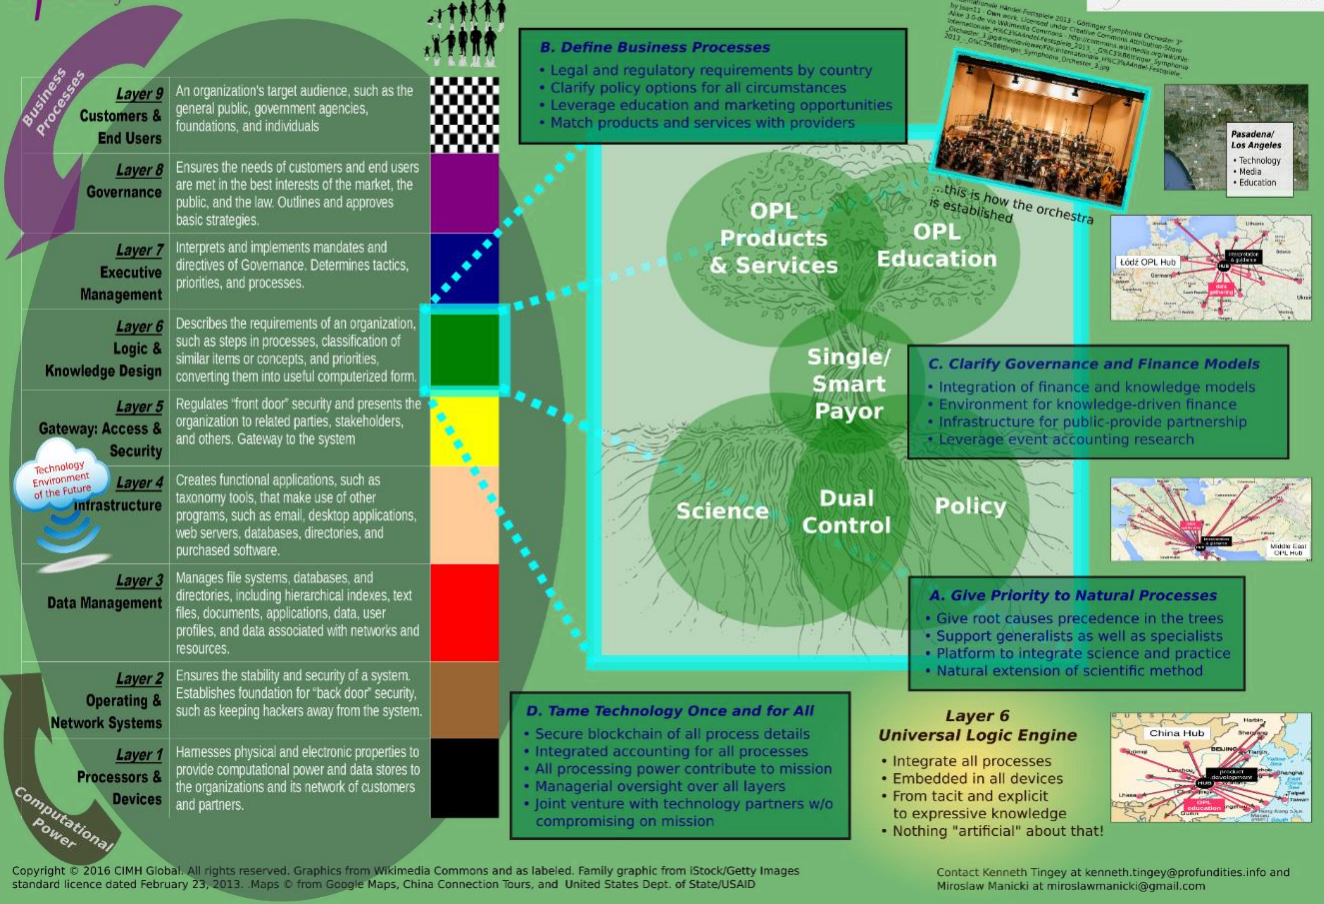 Business
Processes
Layer 9
Customers &
End Users
An organization's target audience, such as the
general public, government agencies,
foundations, and individuals
Layer 8
Governance
Ensures the needs of customers and end users
are met in the best interests of the market, the
public, and the law. Outlines and approves
basic strategies.
Layer 7
Executive
Management
Interprets and implements mandates and
directives of Governance. Determines tactics,
priorities, and processes.
Layer 6
Logic &
Knowledge Design
Describes the requirements of an organization,
such as steps in processes, classification of
similar items or concepts, and priorities,
converting them into useful computerized form.
Layer 5
Gateway: Access &
Security
Regulates “front door” security and presents the
organization to related parties, stakeholders,
and others. Gateway to the system
Technology
Environment
of the Future
Layer 4
Infrastructure
Creates functional applications, such as
taxonomy tools, that make use of other
programs, such as email, desktop applications,
web servers, databases, directories, and
purchased software.
Layer 3
Data Management
Manages file systems, databases, and
directories, including hierarchical indexes, text
files, documents, applications, data, user
profiles, and data associated with networks and
resources.
Layer 2
Operating &
Network Systems
Ensures the stability and security of a system.
Establishes foundation for “back door” security,
such as keeping hackers away from the system.
Layer 1
Processors &
Devices
Harnesses physical and electronic properties to
provide computational power and data stores to
the organizations and its network of customers
and partners.
Computational
Power
B. Define Business Processes
• Legal and regulatory requirements by country
• Clarify policy options for all circumstances
• Leverage education and marketing opportunities
• Match products and services with providers
...this is how the orchestra
is established
Pasadena/
Los Angeles
• Technology
• Media
• Education
OPL
Products
& Services
OPL
Education
Single/
Smart
Payor
Science
Dual
Control
Policy
Łódź OPL Hub
HUB
interpretation
& guidance
data
gathering
C. Clarify Governance and Finance Models
• Integration of finance and knowledge models
• Environment for knowledge-driven finance
• Infrastructure for public-provide partnership
• Leverage event accounting research
Middle East
OPL Hub
A. Give Priority to Natural Processes
• Give root causes precedence in the trees
• Support generalists as well as specialists
• Platform to integrate science and practice
• Natural extension of scientific method
D. Tame Technology Once and for All
• Secure blockchain of all process details
• Integrated accounting for all processes
• All processing power contribute to mission
• Managerial oversight over all layers
• Joint venture with technology partners w/o
compromising on mission
Layer 6
Universal Logic Engine
• Integrate all processes
• Embedded in all devices
• From tacit and explicit
to expressive knowledge
• Nothing "artificial" about that!
RUSSIA
China Hub
Harbin
BEIJING
HUB
product
development
Shanghai
OPL
education
Taipei
Taiwan
Copyright © 2016 CIMH Global. All rights reserved. Graphics from Wikimedia Commons and as labeled. Family graphic from iStock/Getty Images
standard licence dated February 23, 2013. .Maps © from Google Maps, China Connection Tours, and United States Dept. of State/USAID
Contact Kenneth Tingey at kenneth.tingey@profundities.info and
Miroslaw Manicki at miroslawmanicki@gmail.com